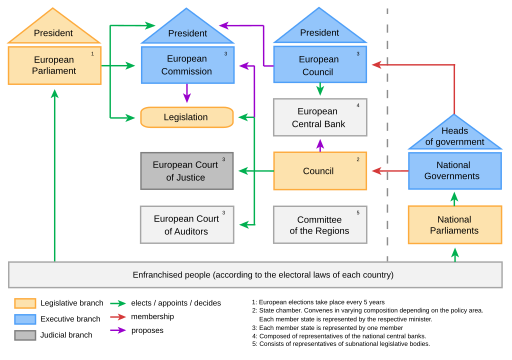 President
President
President
European
Parliament
1
European
Commission
3
European
Council
3
Legislation
European
Central Bank
4
Heads
of government
European Court
of Justice
3
Council
2
National
Governments
European Court
of Auditors
3
Committee
of the Regions
5
National
Parliaments
Enfranchised people (according to the electoral laws of each country)
Legislative branch
Executive branch
Judicial branch
elects / appoints / decides
membership
proposes
1: European elections take place every 5 years
2: State chamber. Convenes in varying composition depending on the policy area.
Each member state is represented by the respective minister.
3: Each member state is represented by one member
4: Composed of representatives of the national central banks.
5: Consists of representatives of subnational legislative bodies.